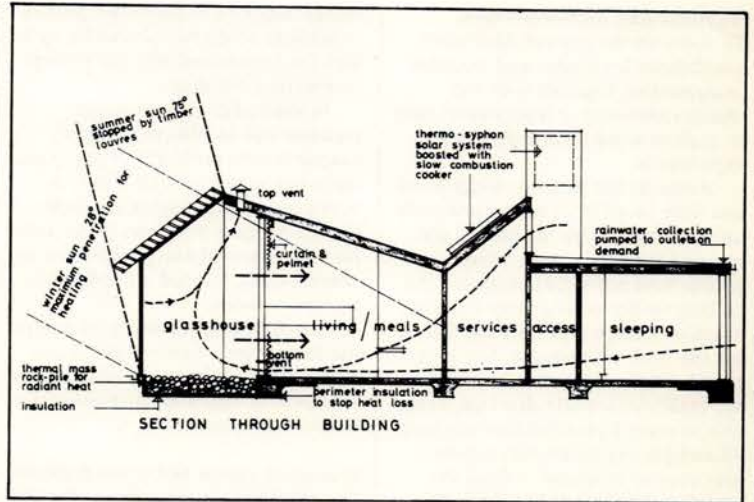 summer sun 75°
stopped by timber
louvres
winter sun 28°
maximum penetration for
heating
top vent
thermo-syphon
solar system
boosted with
slow combustion
cooker
rainwater collection
pumped to outlets on
demand
curtain &
pelmet
glasshouse
living / meals
services
access
sleeping
bottom
vent
thermal mass
rock-pile for
radiant heat
insulation
perimeter insulation
to stop heat loss
SECTION THROUGH BUILDING